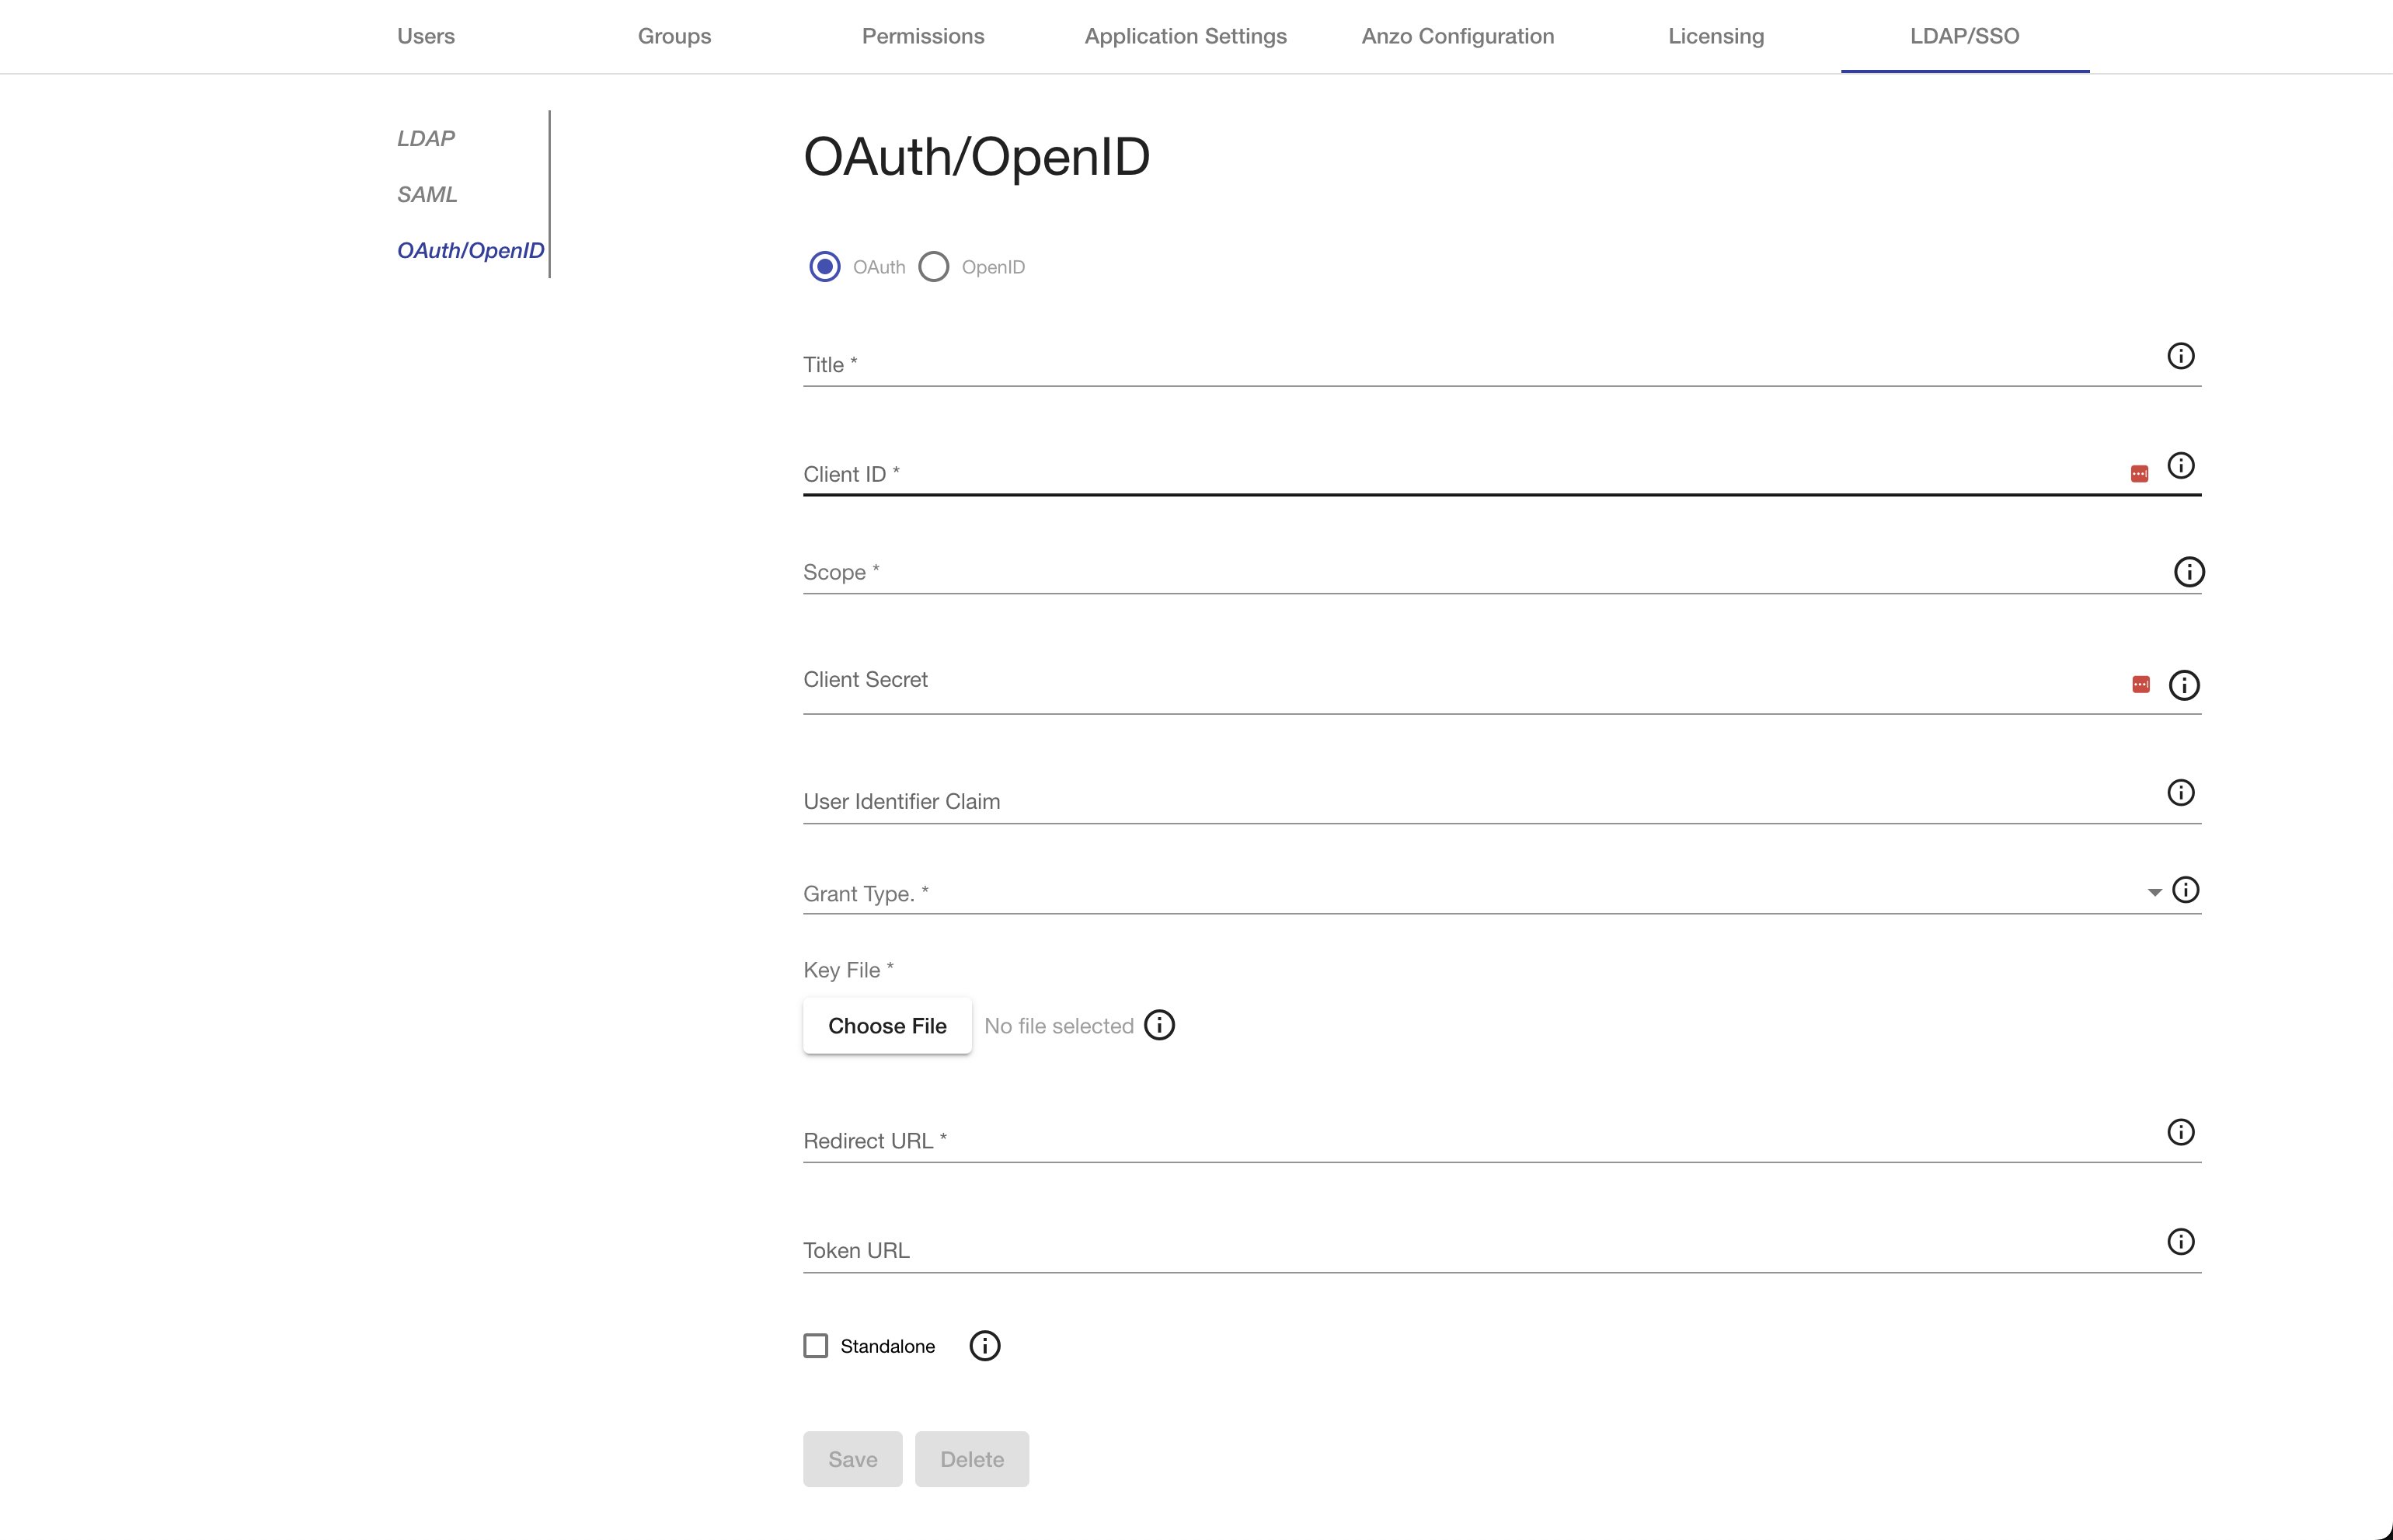 Users Groups Permissions Application Settings Anzo Configuration Licensing LDAP/SSO
LDAP
SAML
OAuth/OpenID
OAuth/OpenID
OAuth OpenID
Title *
Client ID *
Scope *
Client Secret
User Identifier Claim
Grant Type. *
Key File *
Choose File No file selected
Redirect URL *
Token URL
Standalone
Save Delete